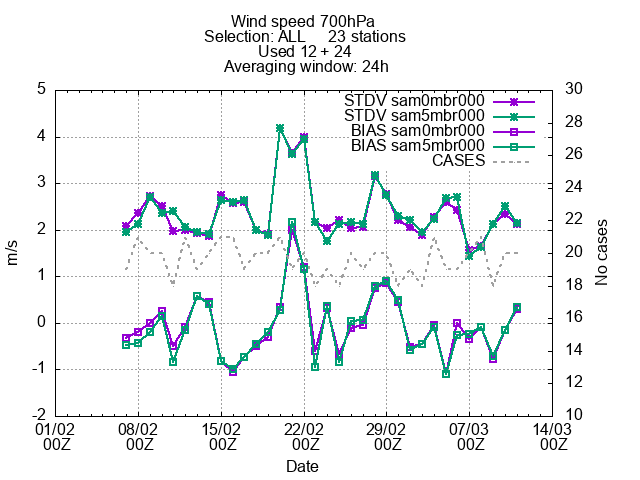 Wind speed 700hPa
Selection: ALL 23 stations
Used 12 + 24
Averaging window: 24h
STDV sam0mbr000
STDV sam5mbr000
BIAS sam0mbr000
BIAS sam5mbr000
CASES
5
4
3
2
1
0
-1
-2
m/s
30
28
26
24
22
20
18
16
14
12
10
No cases
01/02 08/02 15/02 22/02 29/02 07/03 14/03
00Z 00Z 00Z 00Z 00Z 00Z 00Z
Date